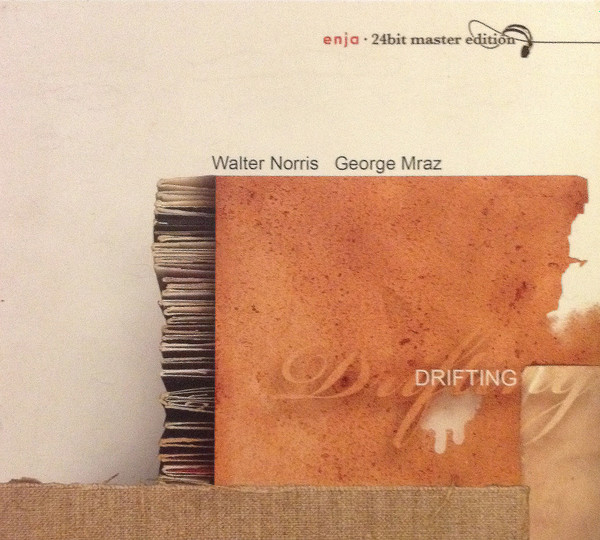 enja · 24bit master edition
Walter Norris George Mraz
Drifting
DRIFTING